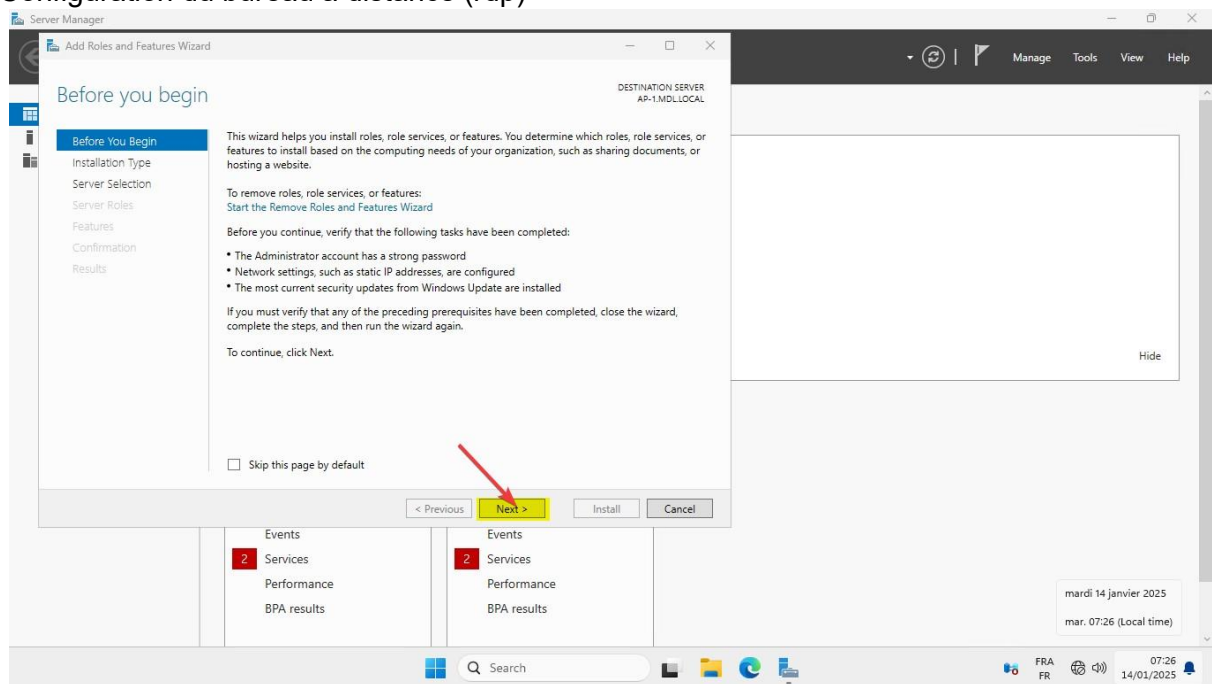 Configuration du bureau à distance (rdp)
Server Manager
Add Roles and Features Wizard
Manage Tools View Help
Before you begin
DESTINATION SERVER
AP-1.MDL.LOCAL
Before You Begin
Installation Type
Server Selection
Server Roles
Features
Confirmation
Results
This wizard helps you install roles, role services, or features. You determine which roles, role services, or
features to install based on the computing needs of your organization, such as sharing documents, or
hosting a website.
To remove roles, role services, or features:
Start the Remove Roles and Features Wizard
Before you continue, verify that the following tasks have been completed:
• The Administrator account has a strong password
• Network settings, such as static IP addresses, are configured
• The most current security updates from Windows Update are installed
If you must verify that any of the preceding prerequisites have been completed, close the wizard,
complete the steps, and then run the wizard again.
To continue, click Next.
Hide
Skip this page by default
< Previous Next > Install Cancel
Events
2 Services
Performance
BPA results
Events
2 Services
Performance
BPA results
mardi 14 janvier 2025
mar. 07:26 (Local time)
Search
FRA
FR
07:26
14/01/2025